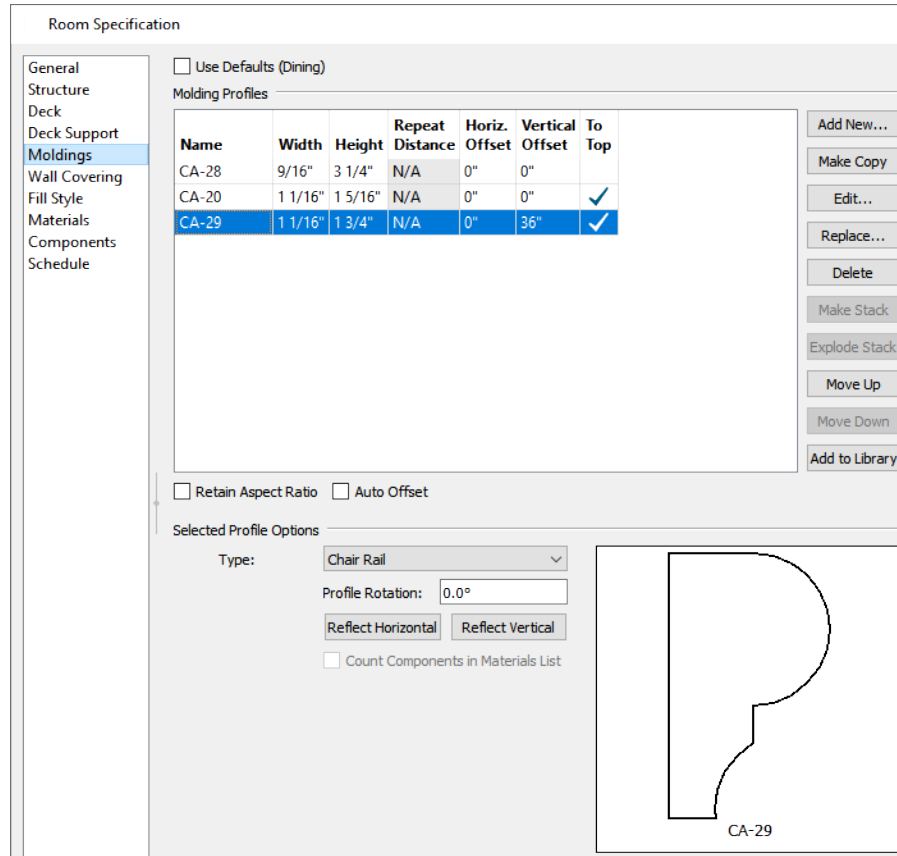 Room Specification
General
Structure
Deck
Deck Support
Moldings
Wall Covering
Fill Style
Materials
Components
Schedule
Use Defaults (Dining)
Molding Profiles
Name Width Height Repeat Distance Horiz. Offset Vertical Offset To Top
CA-28 9/16" 3 1/4" N/A 0" 0"
CA-20 1 1/16" 1 5/16" N/A 0" 0"
CA-29 1 1/16" 1 3/4" N/A 0" 36"
Add New...
Make Copy
Edit...
Replace...
Delete
Make Stack
Explode Stack
Move Up
Move Down
Add to Library
Retain Aspect Ratio Auto Offset
Selected Profile Options
Type: Chair Rail
Profile Rotation: 0.0°
Reflect Horizontal Reflect Vertical
Count Components in Materials List
CA-29